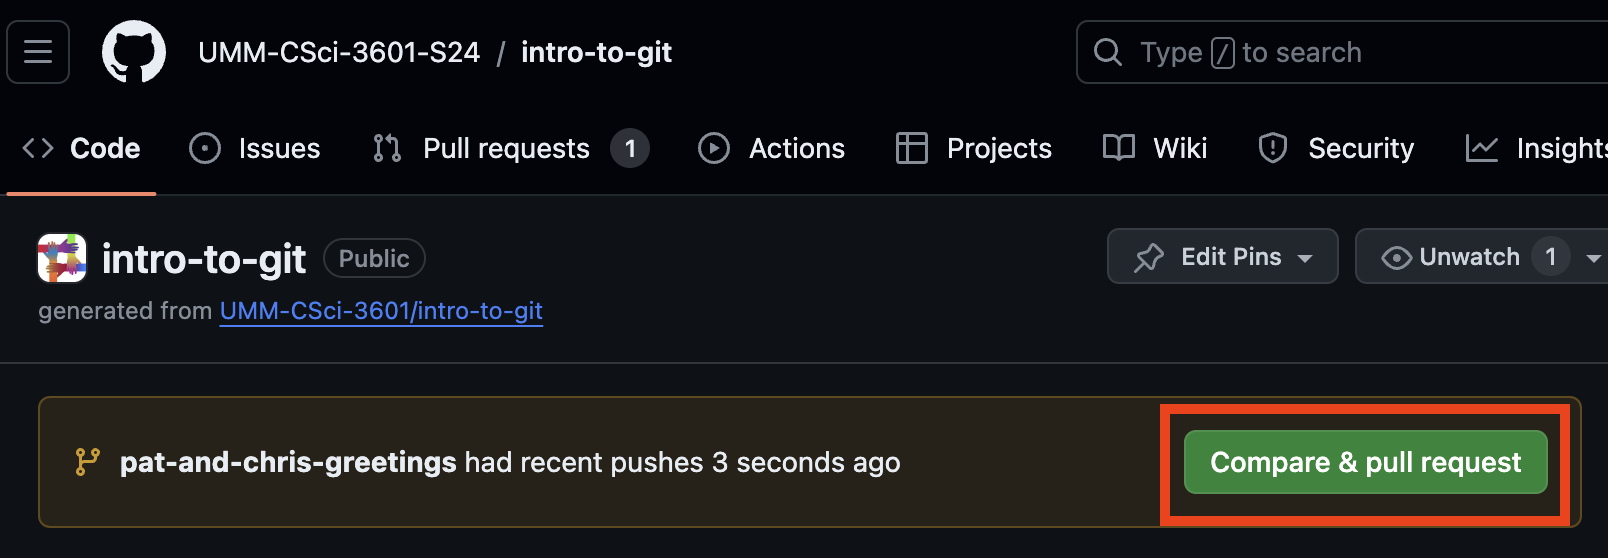 UMM-CSci-3601-S24 / intro-to-git Type / to search
Code Issues Pull requests 1 Actions Projects Wiki Security Insights
intro-to-git Public Edit Pins Unwatch 1
generated from UMM-CSci-3601/intro-to-git
pat-and-chris-greetings had recent pushes 3 seconds ago Compare & pull request